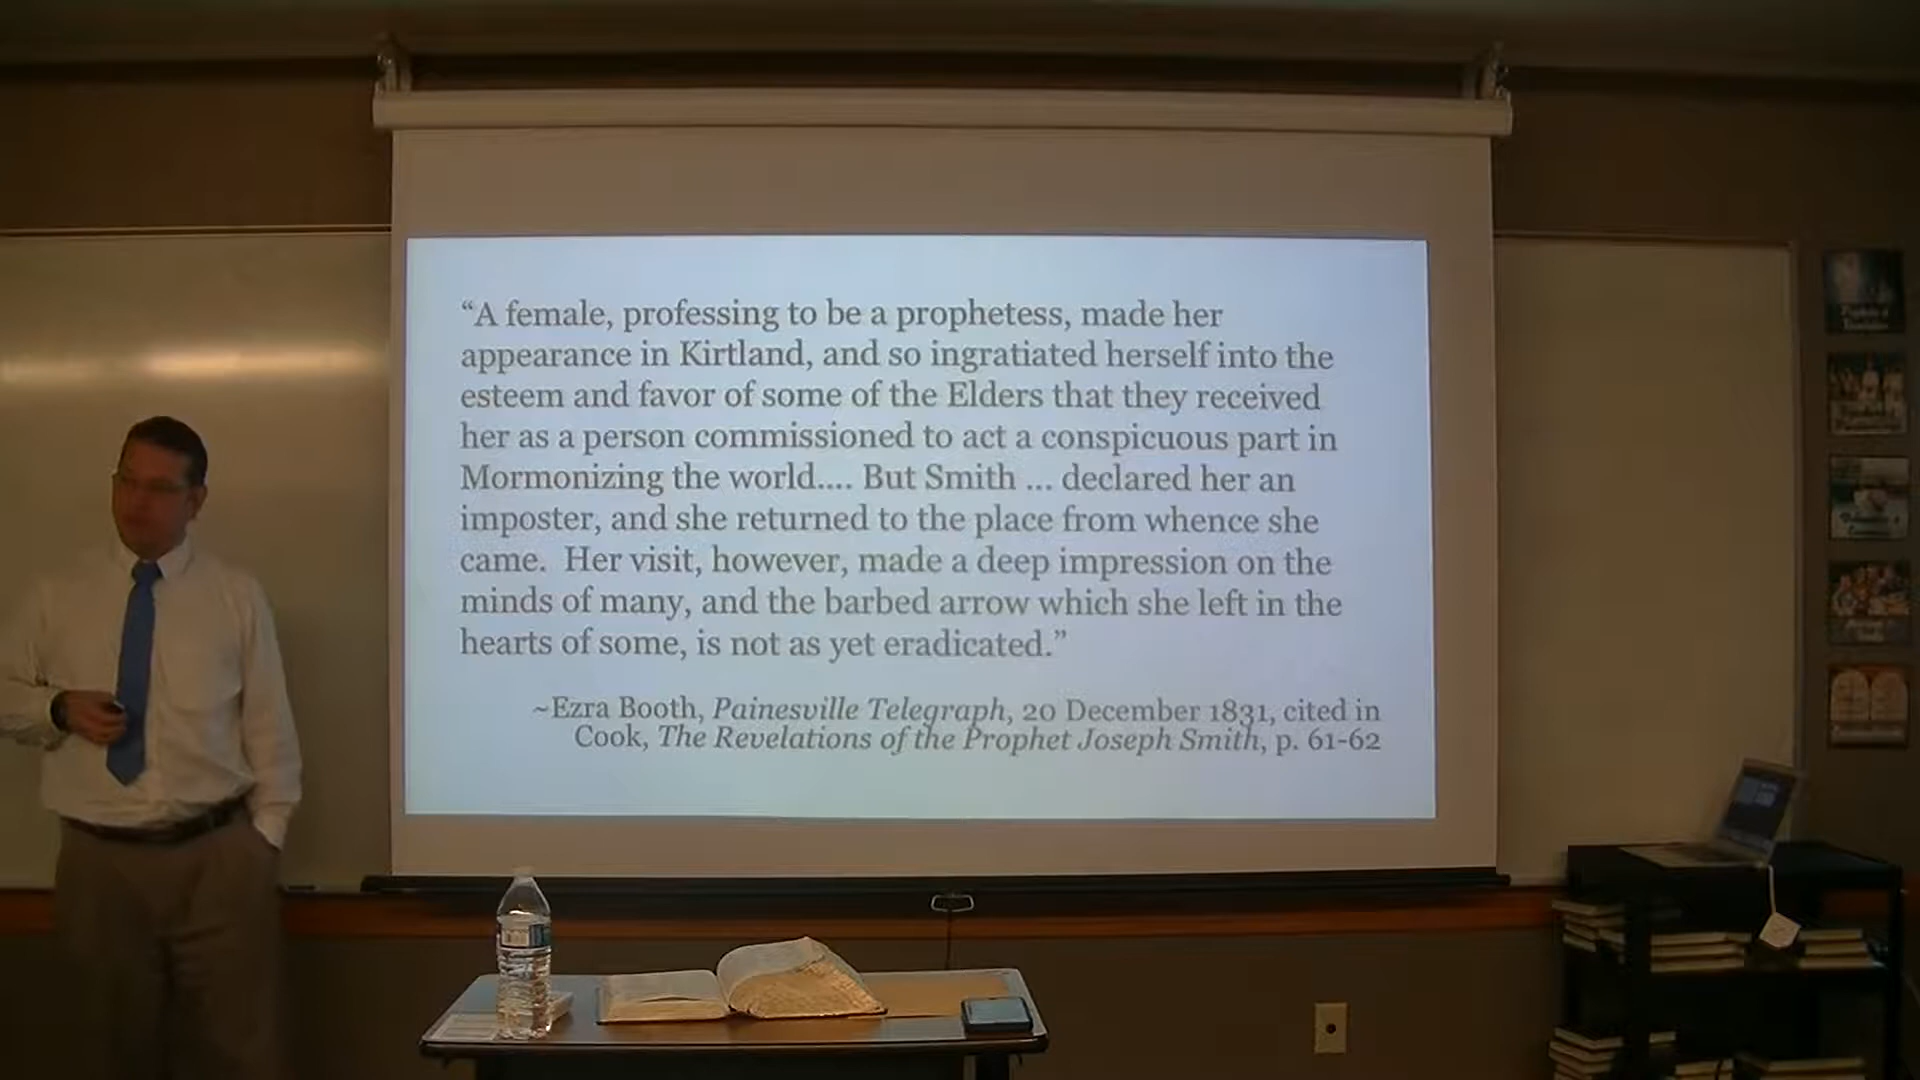 “A female, professing to be a prophetess, made her
appearance in Kirtland, and so ingratiated herself into the
esteem and favor of some of the Elders that they received
her as a person commissioned to act a conspicuous part in
Mormonizing the world.... But Smith ... declared her an
imposter, and she returned to the place from whence she
came.  Her visit, however, made a deep impression on the
minds of many, and the barbed arrow which she left in the
hearts of some, is not as yet eradicated.”
~Ezra Booth, Painesville Telegraph, 20 December 1831, cited in
Cook, The Revelations of the Prophet Joseph Smith, p. 61-62